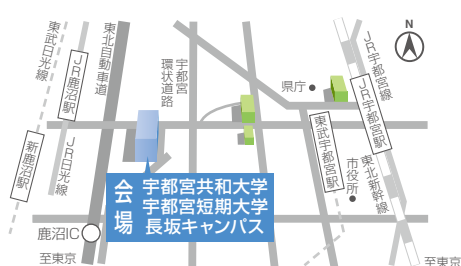 東武日光線
JR鹿沼駅
東北自動車道
宇都宮
環状道路
県庁
N
JR宇都宮線
JR宇都宮駅
新鹿沼駅
JR日光線
東武宇都宮駅
市役所
東北新幹線
会場
宇都宮共和大学
宇都宮短期大学
長坂キャンパス
鹿沼IC
至東京
至東京